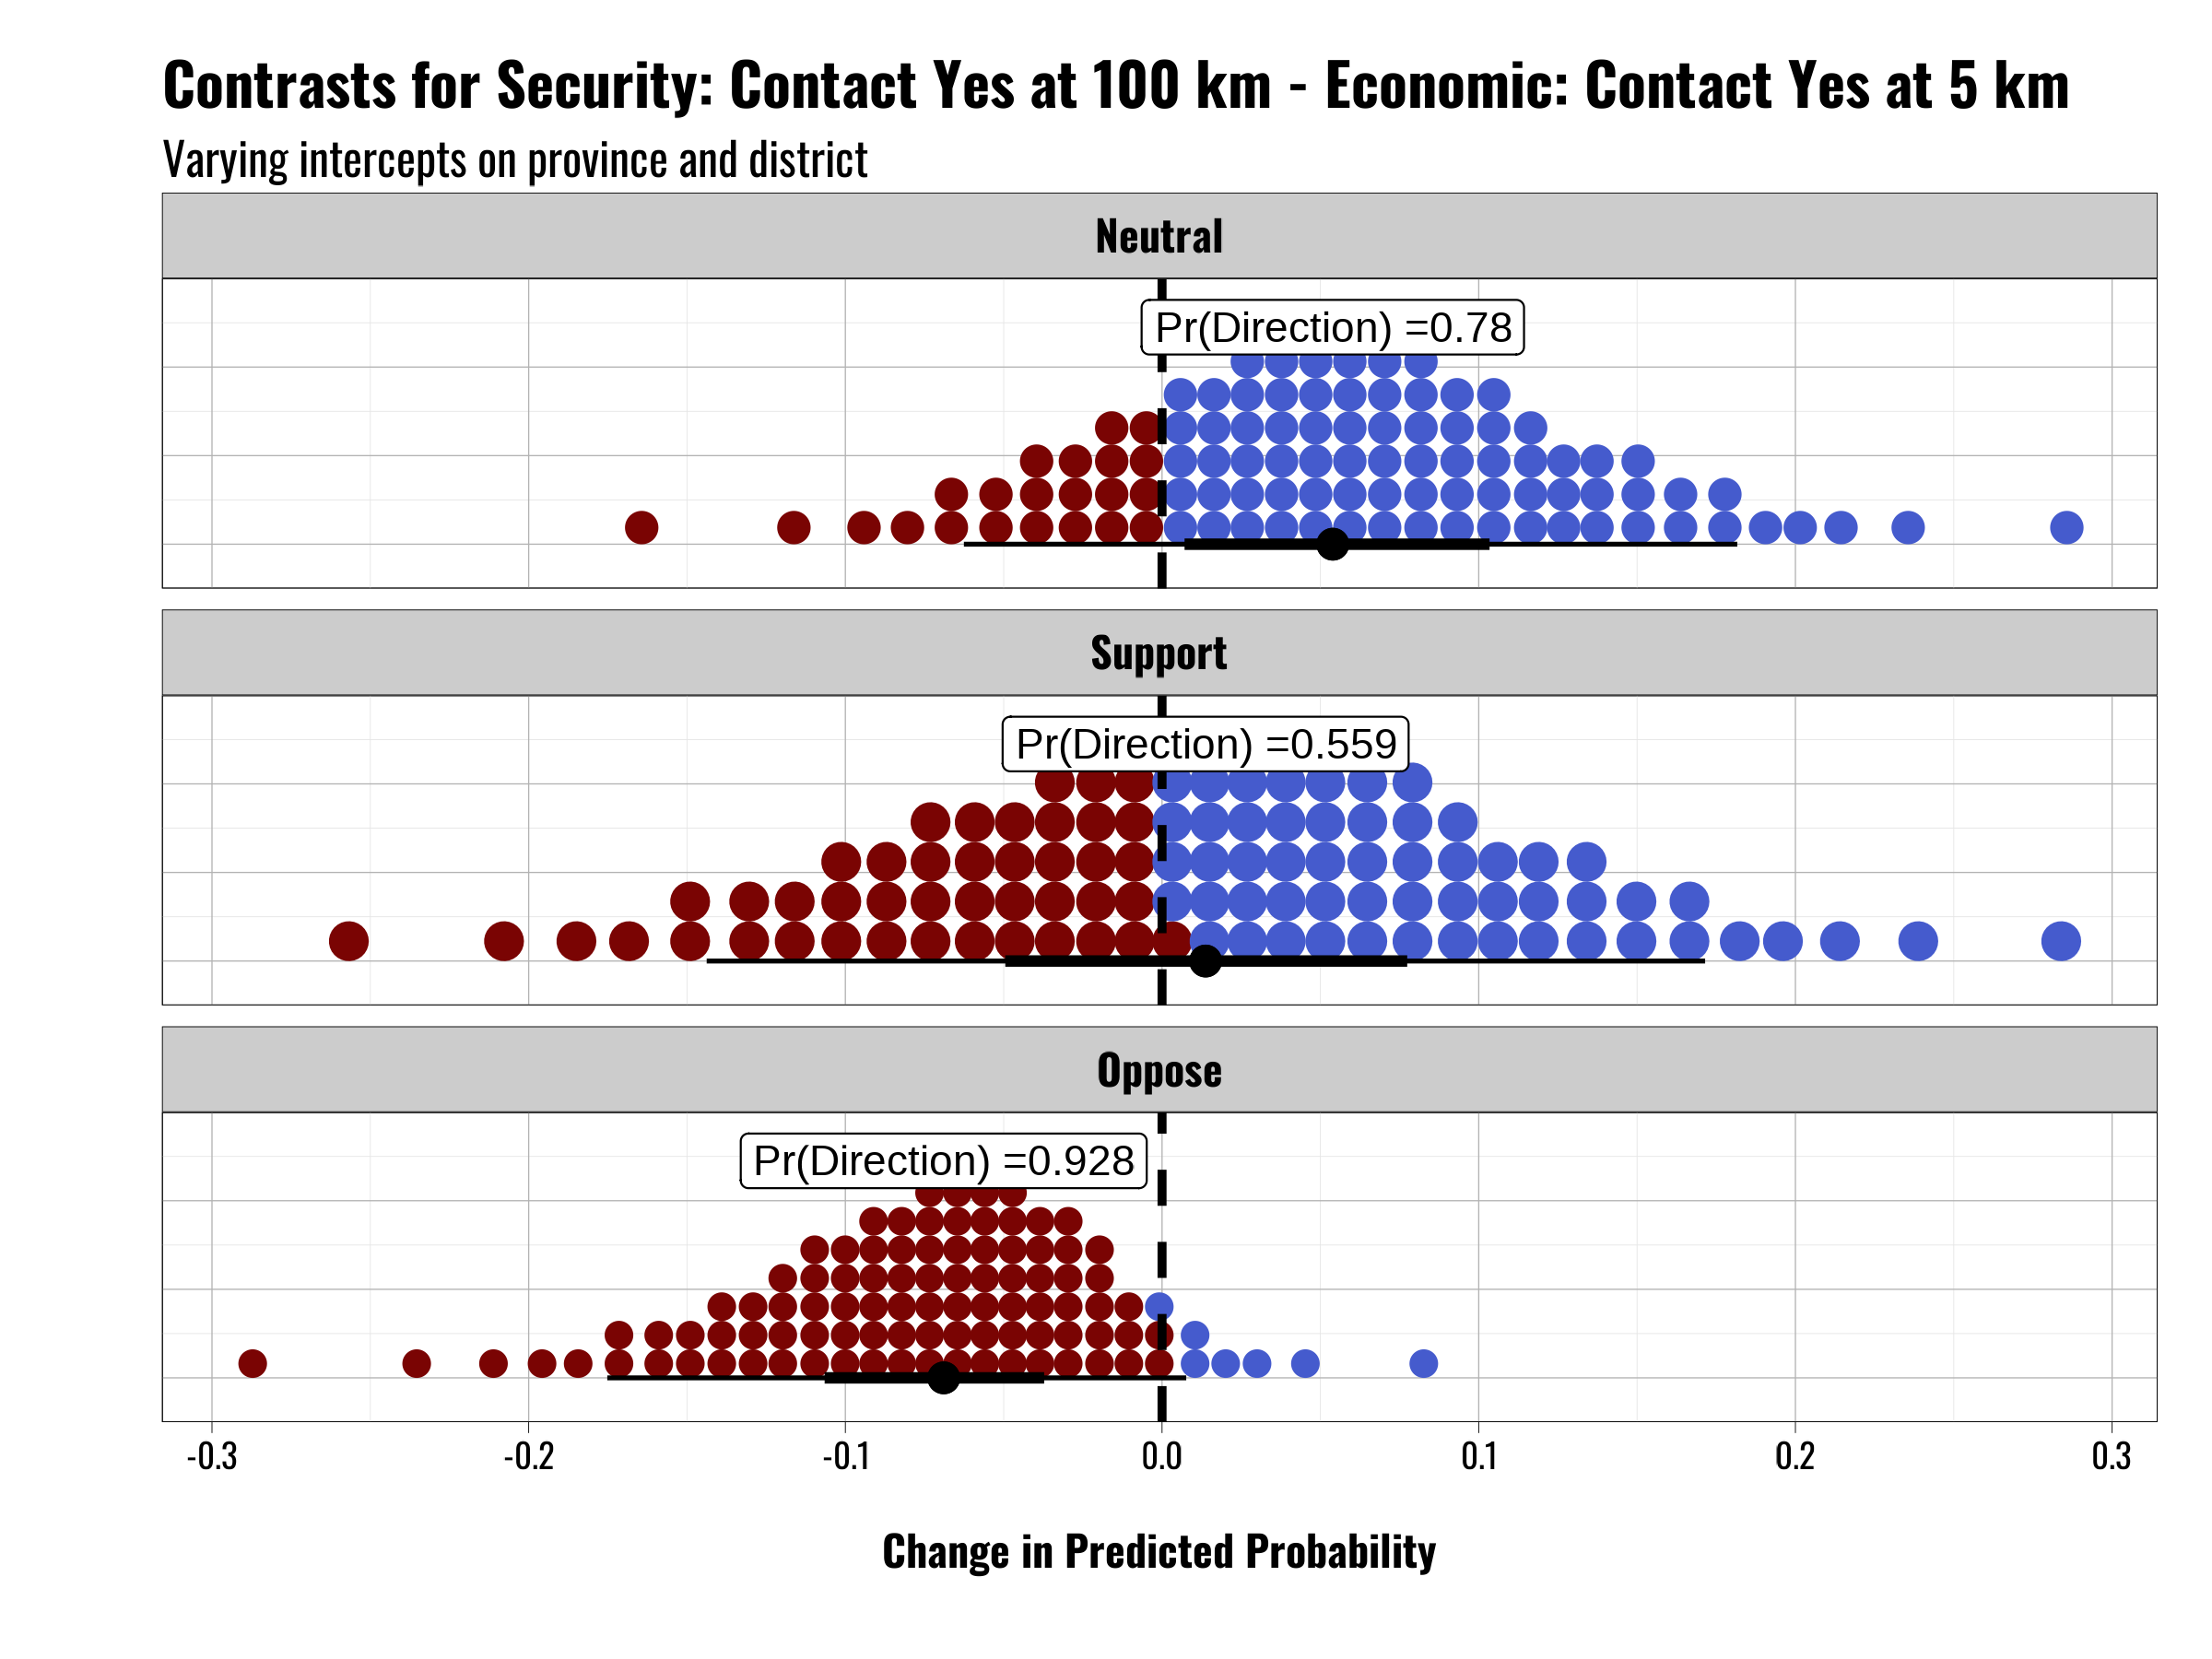 Contrasts for Security: Contact Yes at 100 km - Economic: Contact Yes at 5 km
Varying intercepts on province and district
Neutral
Pr(Direction) =0.78
Support
Pr(Direction) =0.559
Oppose
Pr(Direction) =0.928
-0.3 -0.2 -0.1 0.0 0.1 0.2 0.3
Change in Predicted Probability